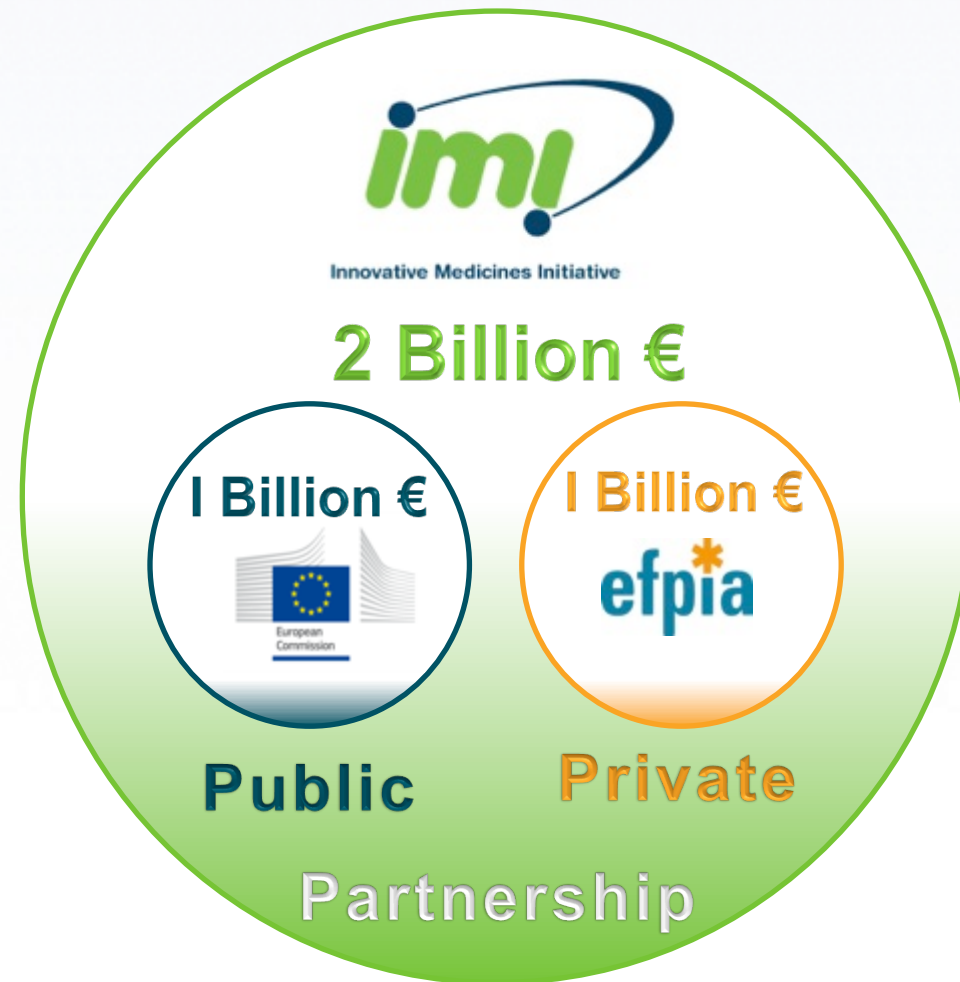 imi
Innovative Medicines Initiative
2 Billion €
I Billion €
European
Commission
I Billion €
efpia
Public
Private
Partnership